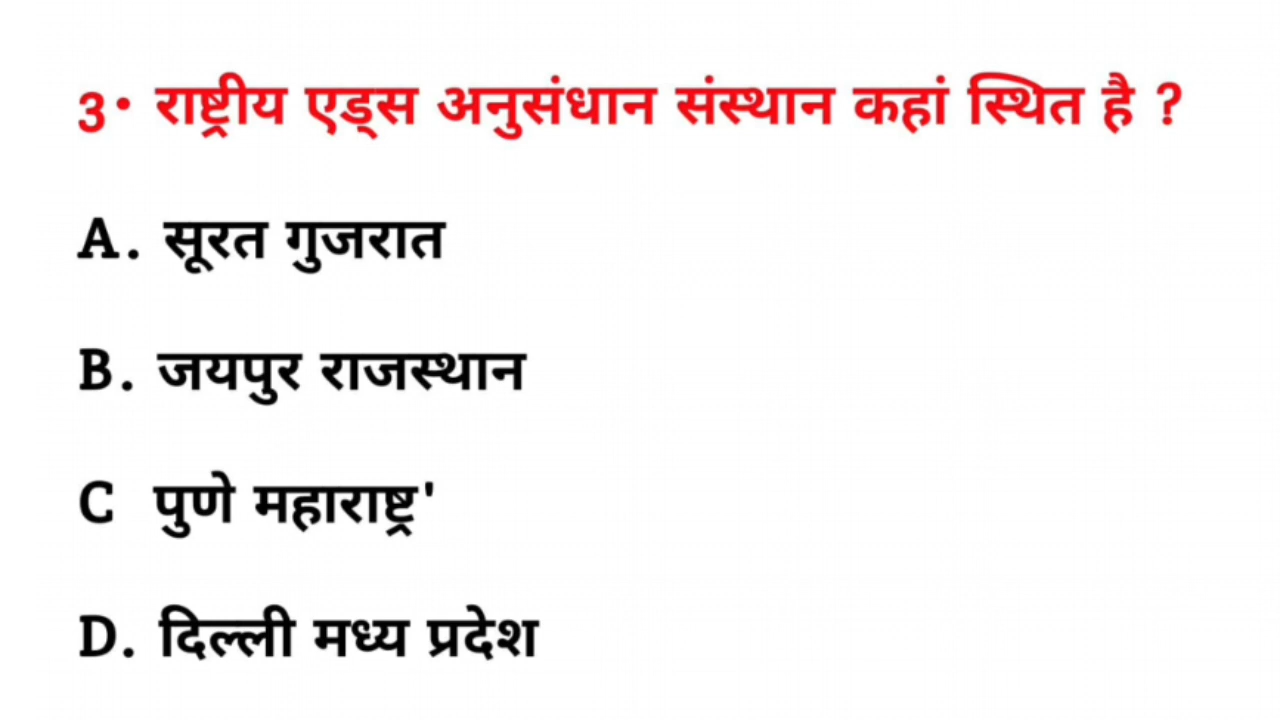 3• राष्ट्रीय एड्स अनुसंधान संस्थान कहां स्थित है ?
A. सूरत गुजरात
B. जयपुर राजस्थान
C पुणे महाराष्ट्र'
D. दिल्ली मध्य प्रदेश